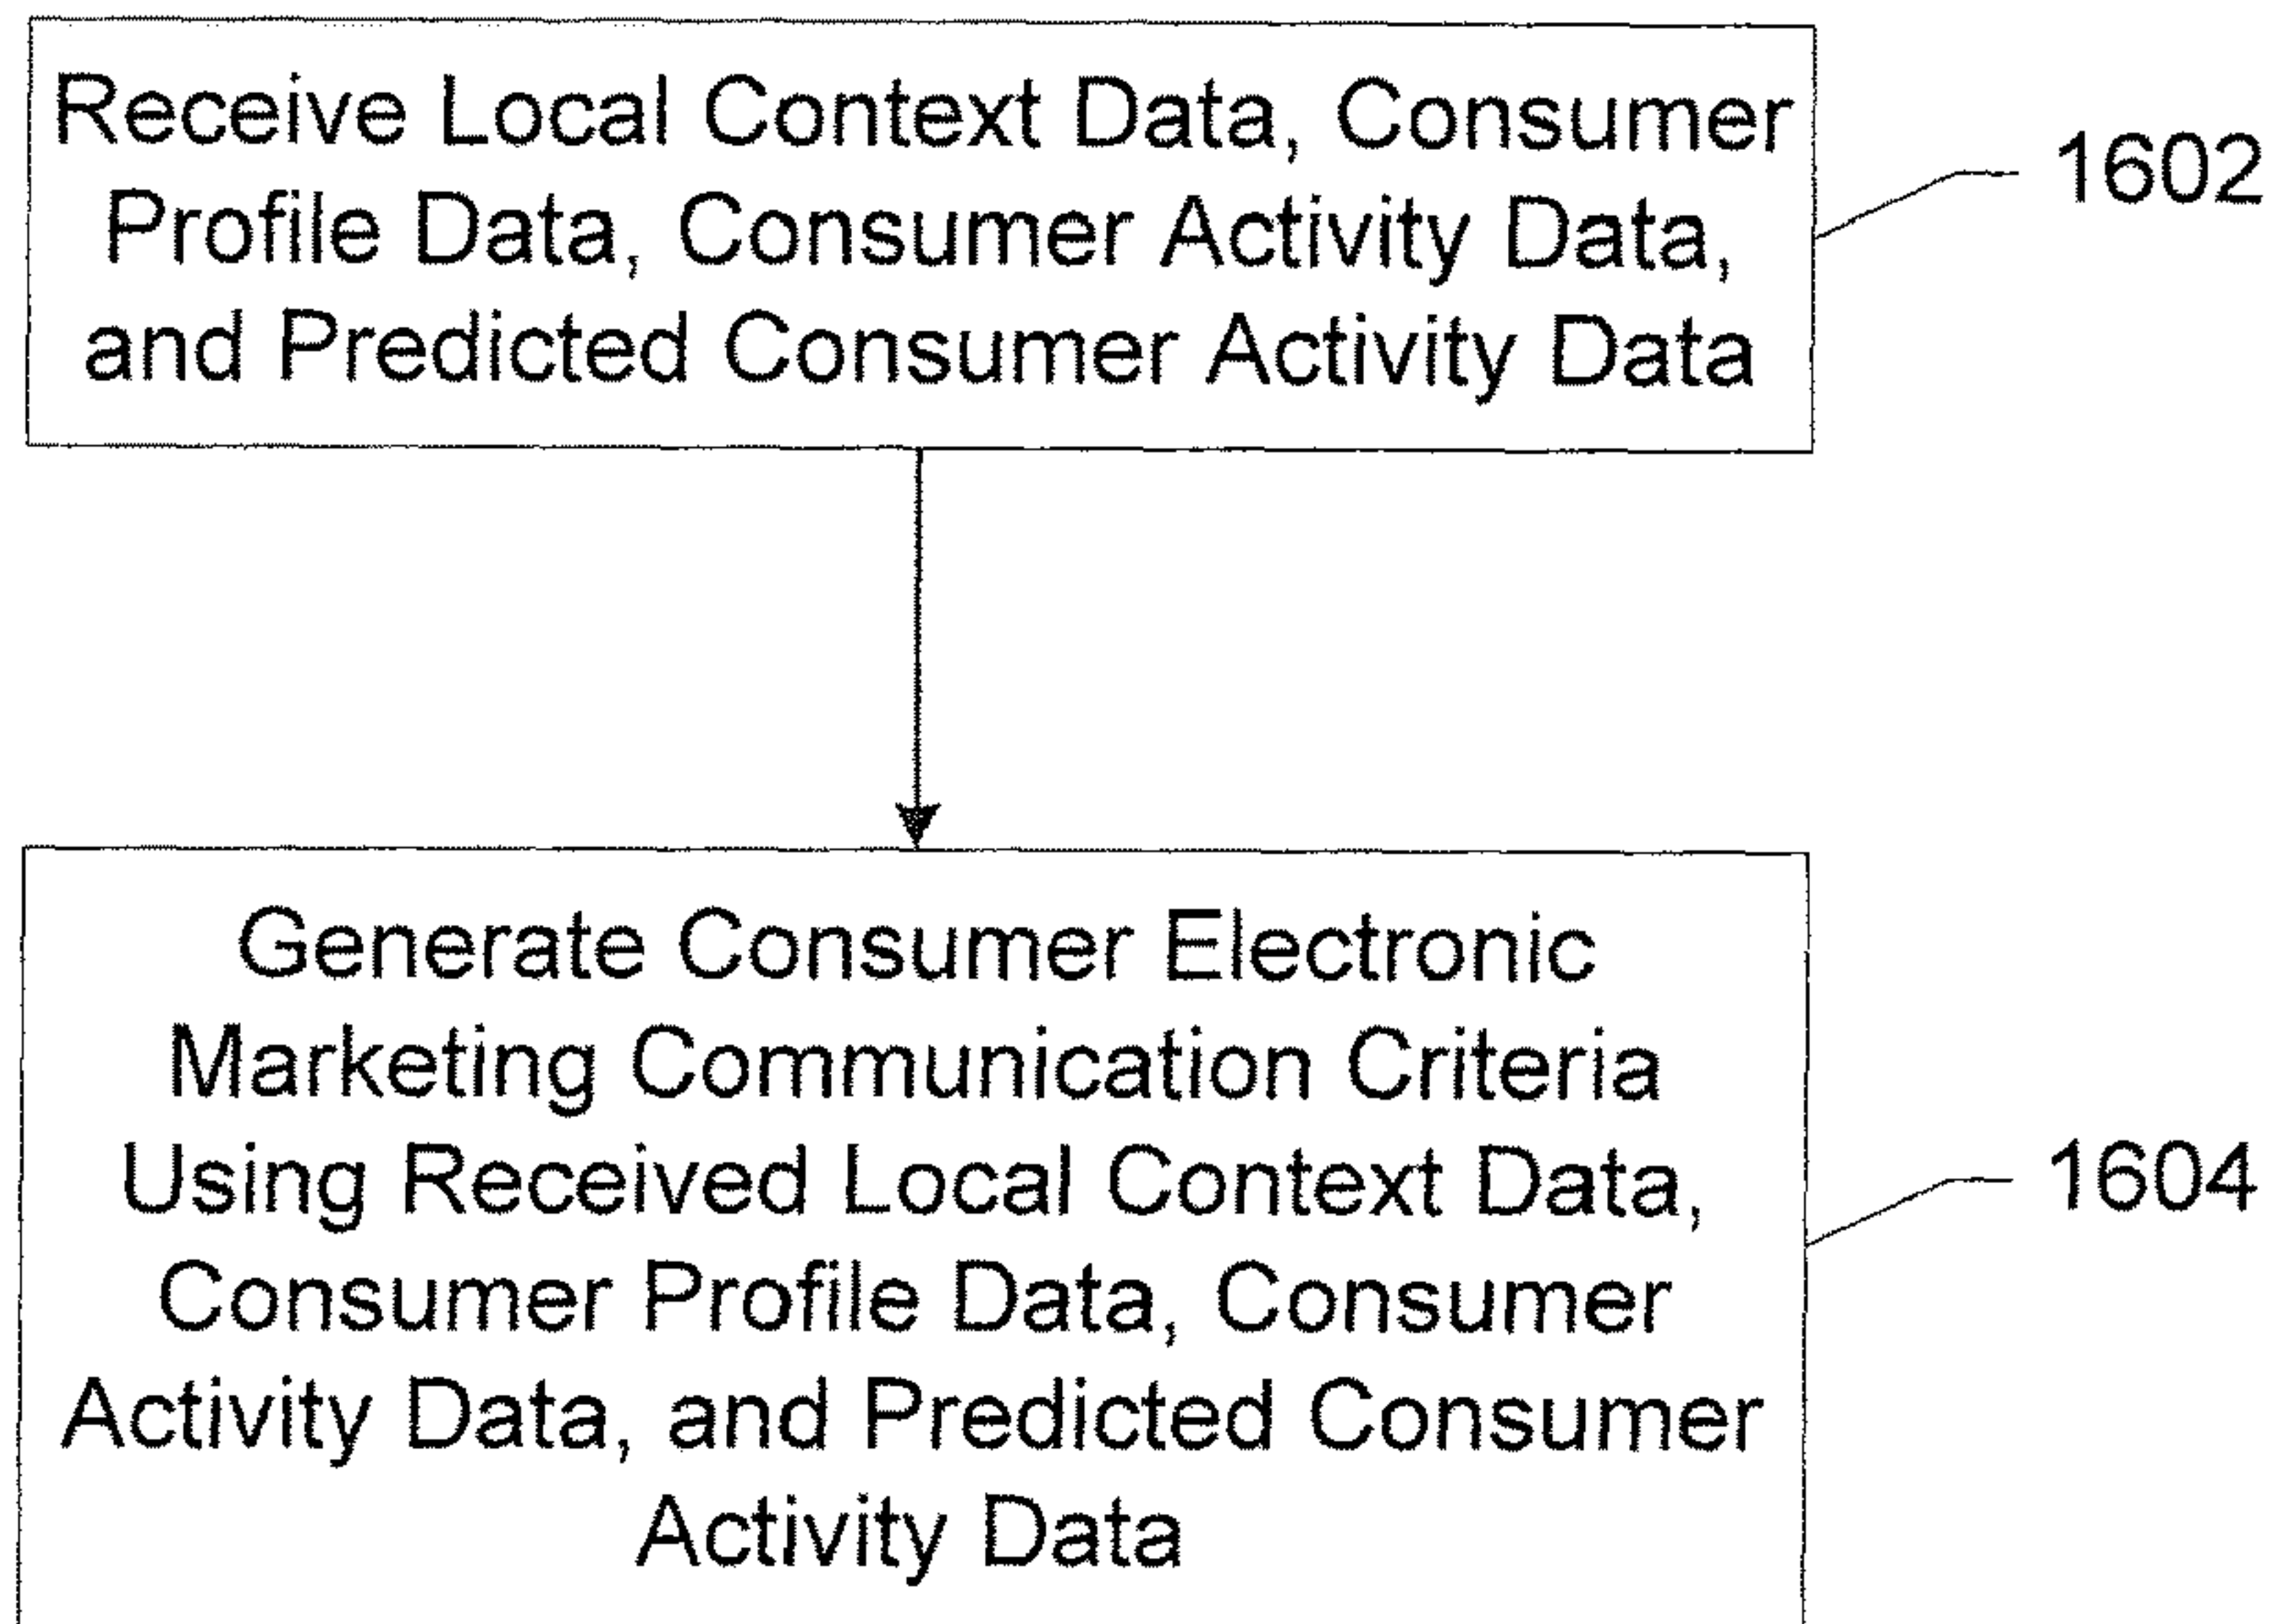 Receive Local Context Data, Consumer
Profile Data, Consumer Activity Data,
and Predicted Consumer Activity Data
1602
Generate Consumer Electronic
Marketing Communication Criteria
Using Received Local Context Data,
Consumer Profile Data, Consumer
Activity Data, and Predicted Consumer
Activity Data
1604